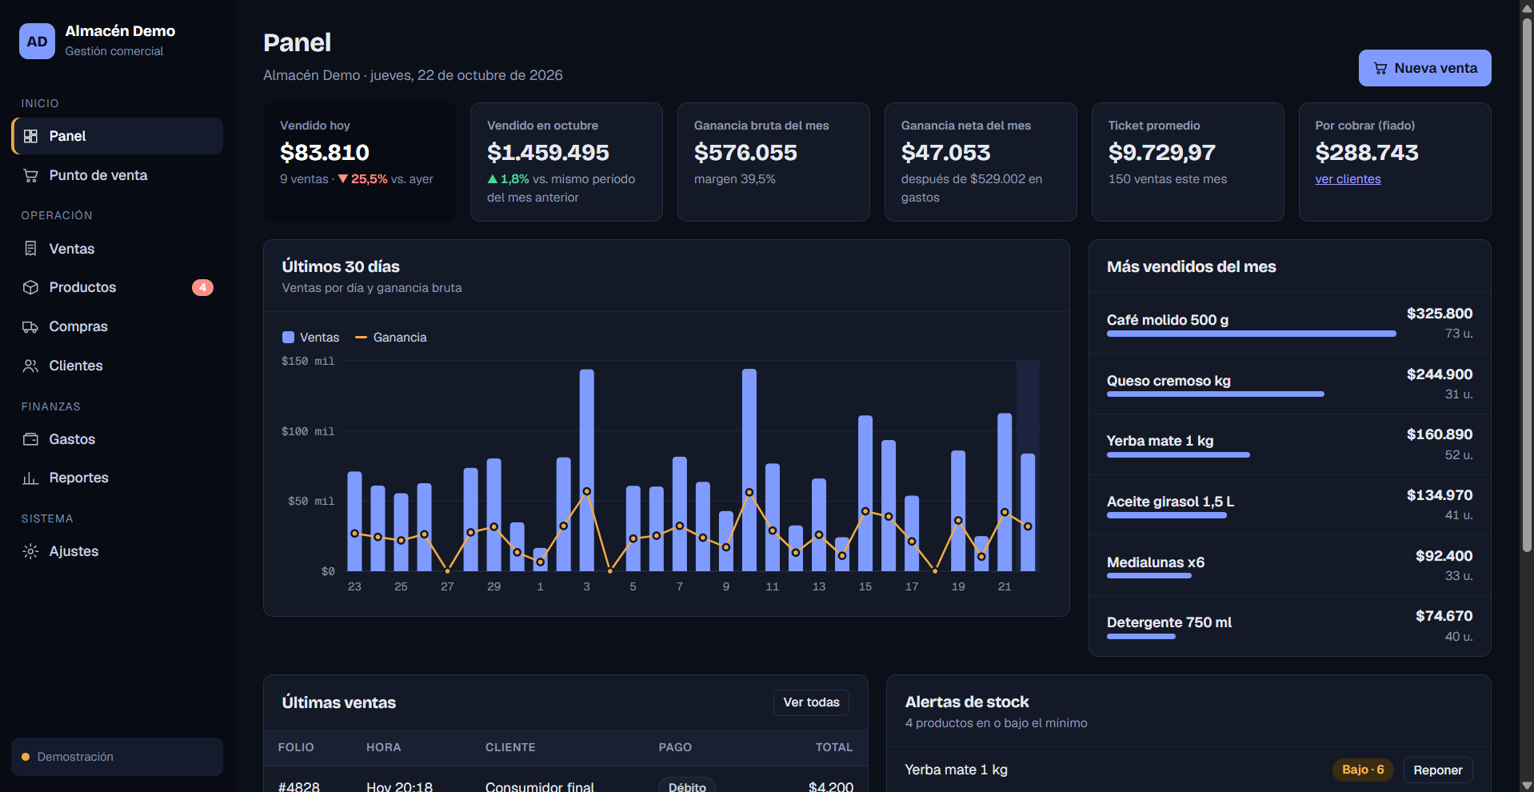 AD
Almacén Demo
Gestión comercial
INICIO
Panel
Punto de venta
OPERACIÓN
Ventas
Productos
4
Compras
Clientes
FINANZAS
Gastos
Reportes
SISTEMA
Ajustes
Demostración
Panel
Almacén Demo · jueves, 22 de octubre de 2026
Nueva venta
Vendido hoy
$83.810
9 ventas · ▼ 25,5% vs. ayer
Vendido en octubre
$1.459.495
▲ 1,8% vs. mismo período
del mes anterior
Ganancia bruta del mes
$576.055
margen 39,5%
Ganancia neta del mes
$47.053
después de $529.002 en
gastos
Ticket promedio
$9.729,97
150 ventas este mes
Por cobrar (fiado)
$288.743
ver clientes
Últimos 30 días
Ventas por día y ganancia bruta
Ventas
Ganancia
$150 mil
$100 mil
$50 mil
$0
23 25 27 29 1 3 5 7 9 11 13 15 17 19 21
Más vendidos del mes
Café molido 500 g
$325.800
73 u.
Queso cremoso kg
$244.900
31 u.
Yerba mate 1 kg
$160.890
52 u.
Aceite girasol 1,5 L
$134.970
41 u.
Medialunas x6
$92.400
33 u.
Detergente 750 ml
$74.670
40 u.
Últimas ventas
Ver todas
FOLIO HORA CLIENTE PAGO TOTAL
#4828 Hoy 20:18 Consumidor final Débito $4.200
Alertas de stock
4 productos en o bajo el mínimo
Yerba mate 1 kg
Bajo · 6
Reponer